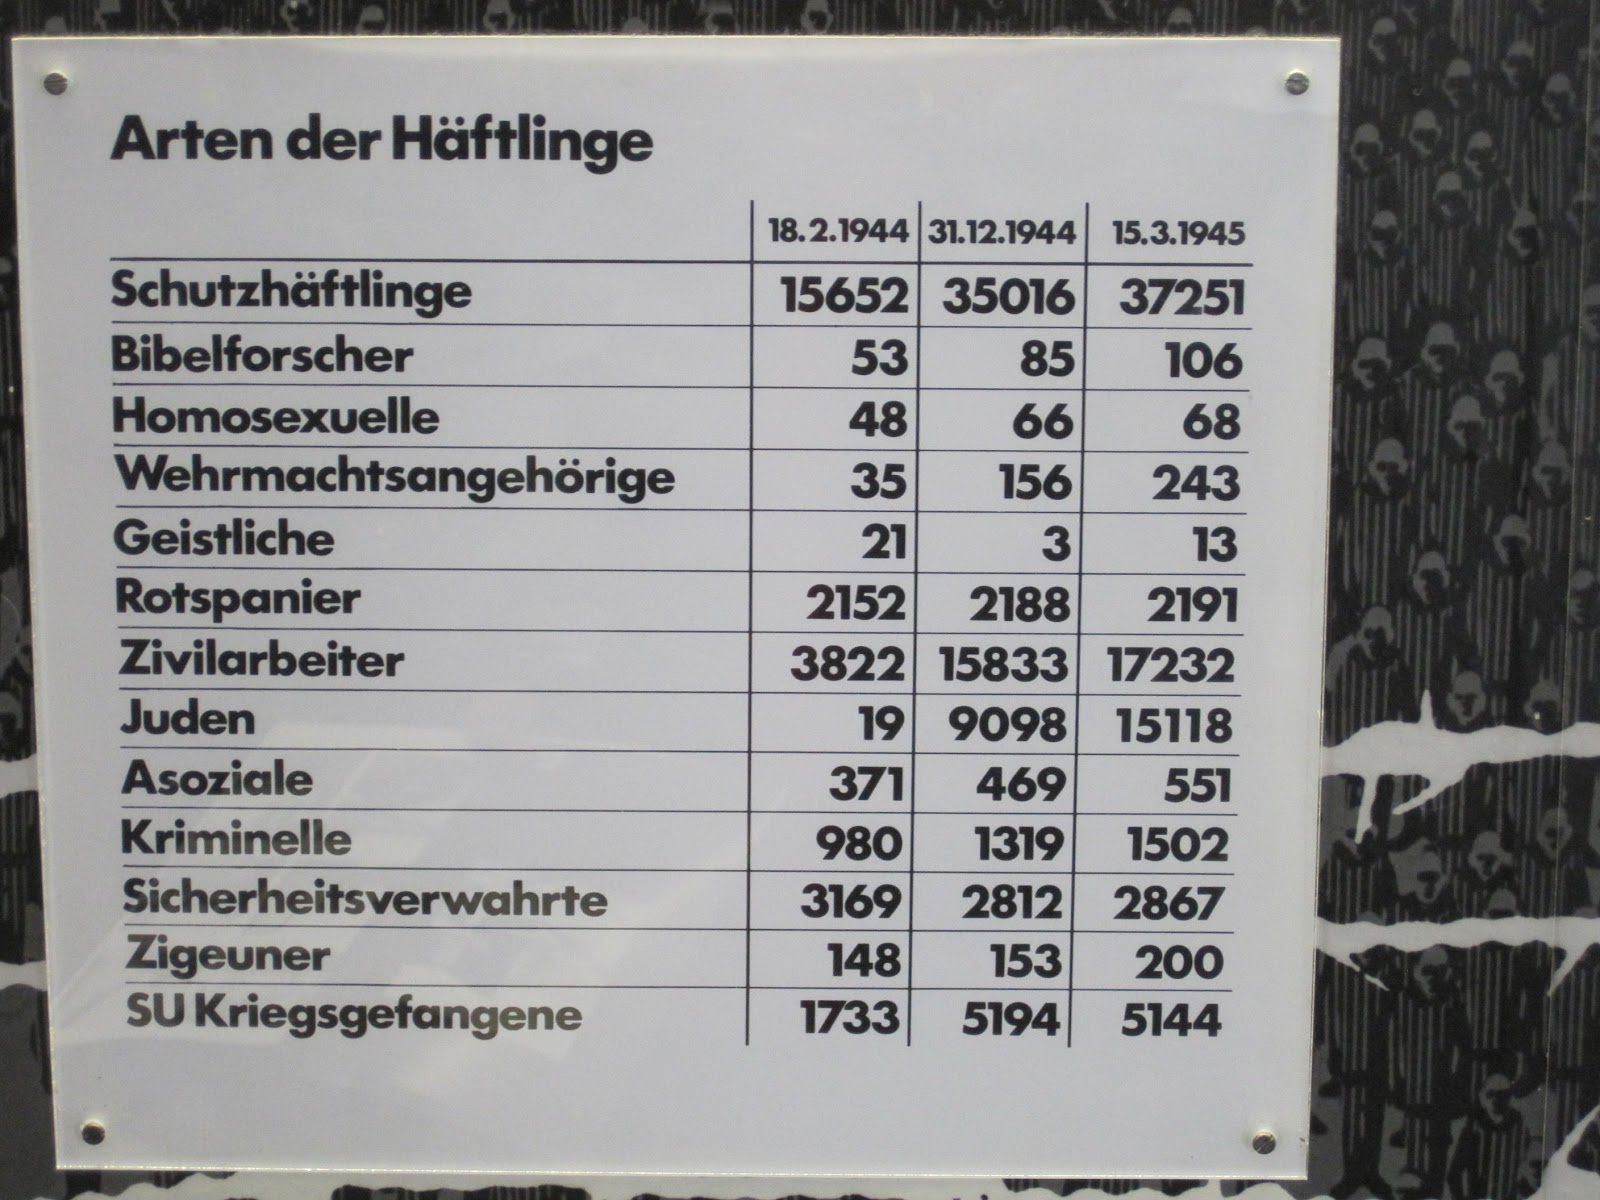 Arten der Häftlinge
18.2.1944 31.12.1944 15.3.1945
Schutzhäftlinge 15652 35016 37251
Bibelforscher 53 85 106
Homosexuelle 48 66 68
Wehrmachtsangehörige 35 156 243
Geistliche 21 3 13
Rotspanier 2152 2188 2191
Zivilarbeiter 3822 15833 17232
Juden 19 9098 15118
Asoziale 371 469 551
Kriminelle 980 1319 1502
Sicherheitsverwahrte 3169 2812 2867
Zigeuner 148 153 200
SU Kriegsgefangene 1733 5194 5144